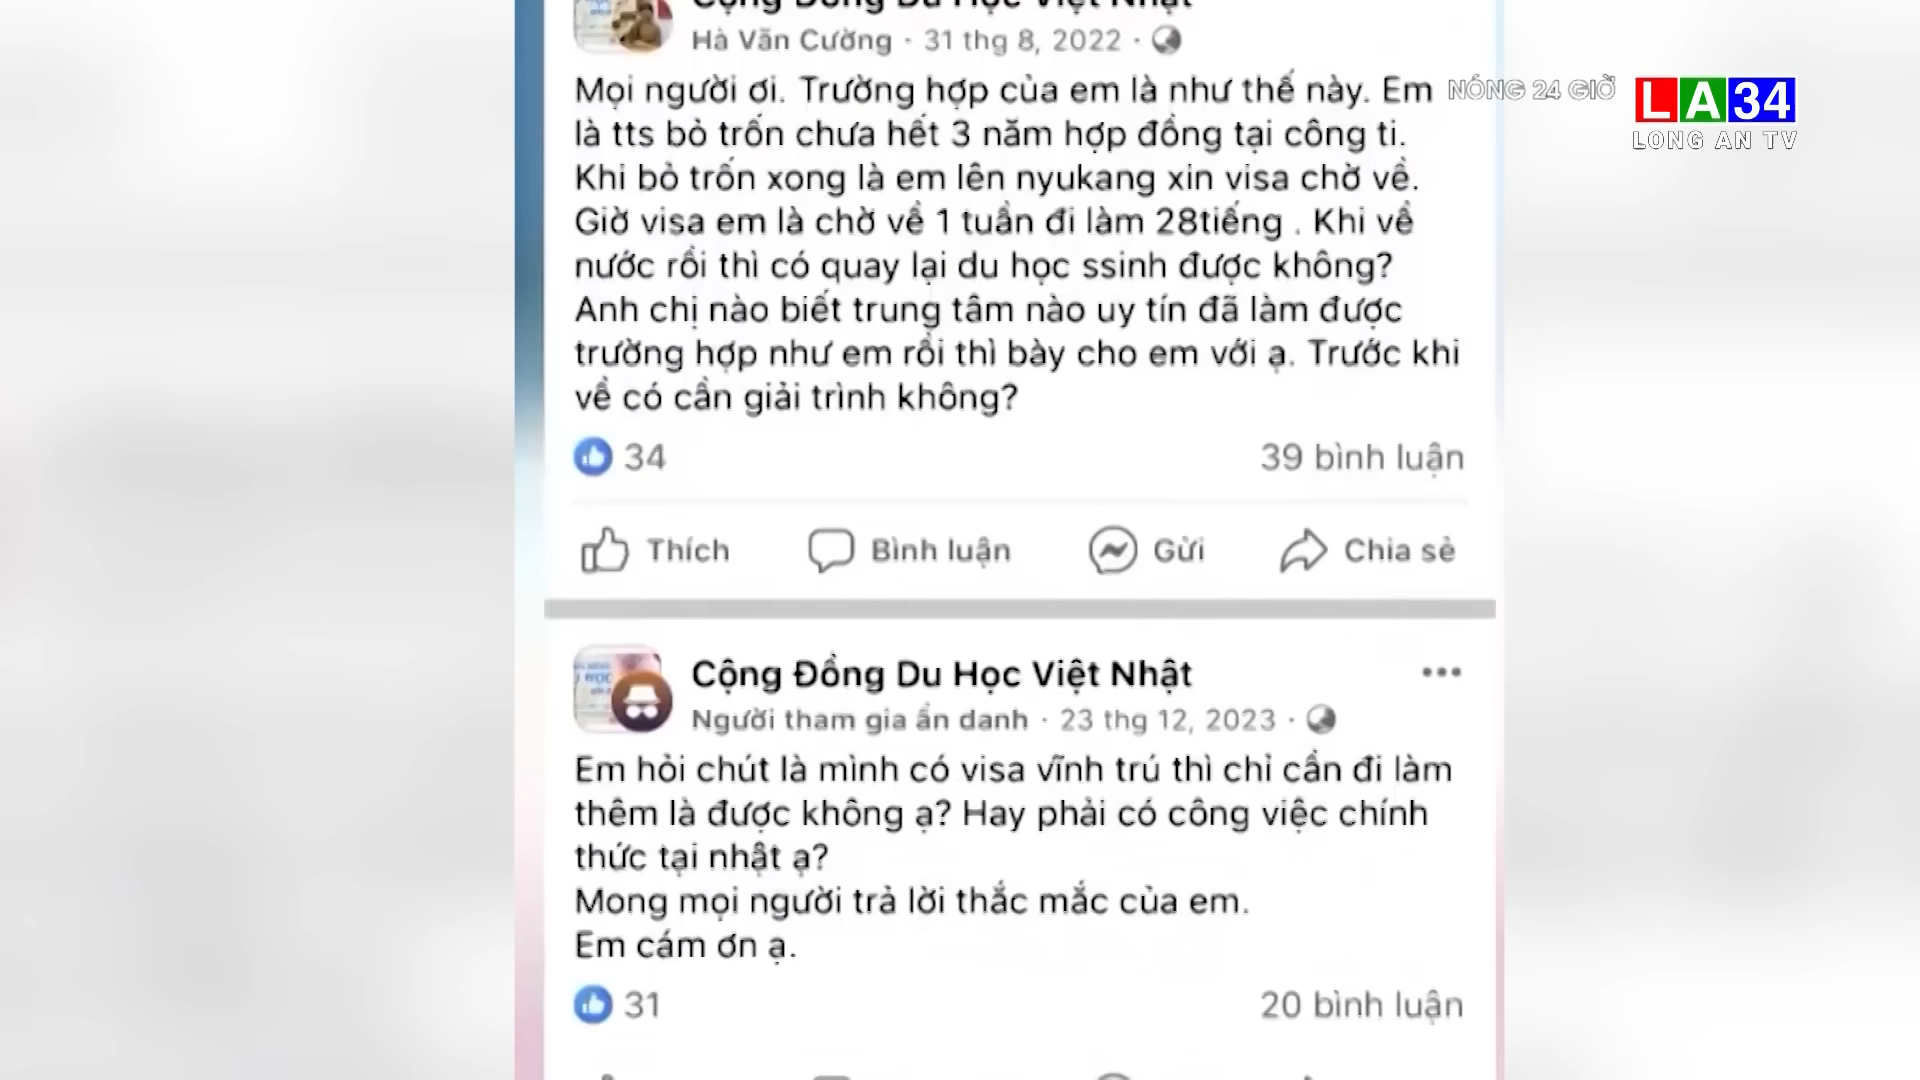 Cộng Đồng Du Học Việt Nhật
Hà Văn Cường · 31 thg 8, 2022 ·
Mọi người ơi. Trường hợp của em là như thế này. Em
là tts bỏ trốn chưa hết 3 năm hợp đồng tại công ti.
Khi bỏ trốn xong là em lên nyukang xin visa chờ về.
Giờ visa em là chờ về 1 tuần đi làm 28tiếng . Khi về
nước rồi thì có quay lại du học ssinh được không?
Anh chị nào biết trung tâm nào uy tín đã làm được
trường hợp như em rồi thì bày cho em với ạ. Trước khi
về có cần giải trình không?
34
39 bình luận
Thích
Bình luận
Gửi
Chia sẻ
Cộng Đồng Du Học Việt Nhật
Người tham gia ẩn danh · 23 thg 12, 2023 ·
Em hỏi chút là mình có visa vĩnh trú thì chỉ cần đi làm
thêm là được không ạ? Hay phải có công việc chính
thức tại nhật ạ?
Mong mọi người trả lời thắc mắc của em.
Em cám ơn ạ.
31
20 bình luận
NÓNG 24 GIỜ
LA34
LONG AN TV